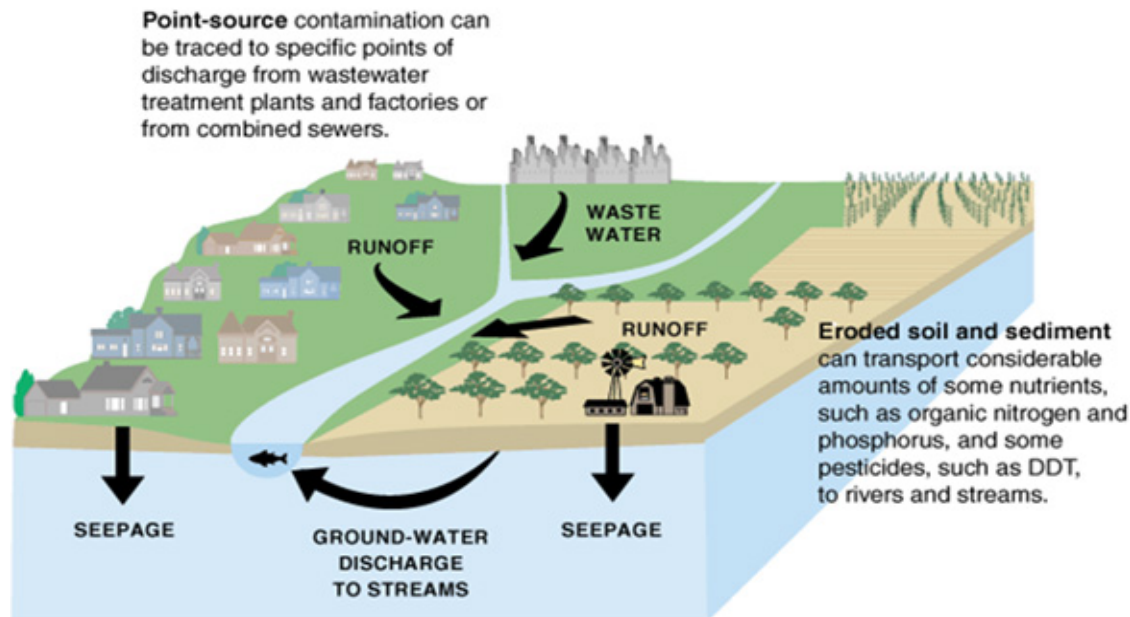 Point-source contamination can
be traced to specific points of
discharge from wastewater
treatment plants and factories or
from combined sewers.
WASTE
WATER
RUNOFF
RUNOFF
Eroded soil and sediment
can transport considerable
amounts of some nutrients,
such as organic nitrogen and
phosphorus, and some
pesticides, such as DDT,
to rivers and streams.
SEEPAGE
GROUND-WATER
DISCHARGE
TO STREAMS
SEEPAGE